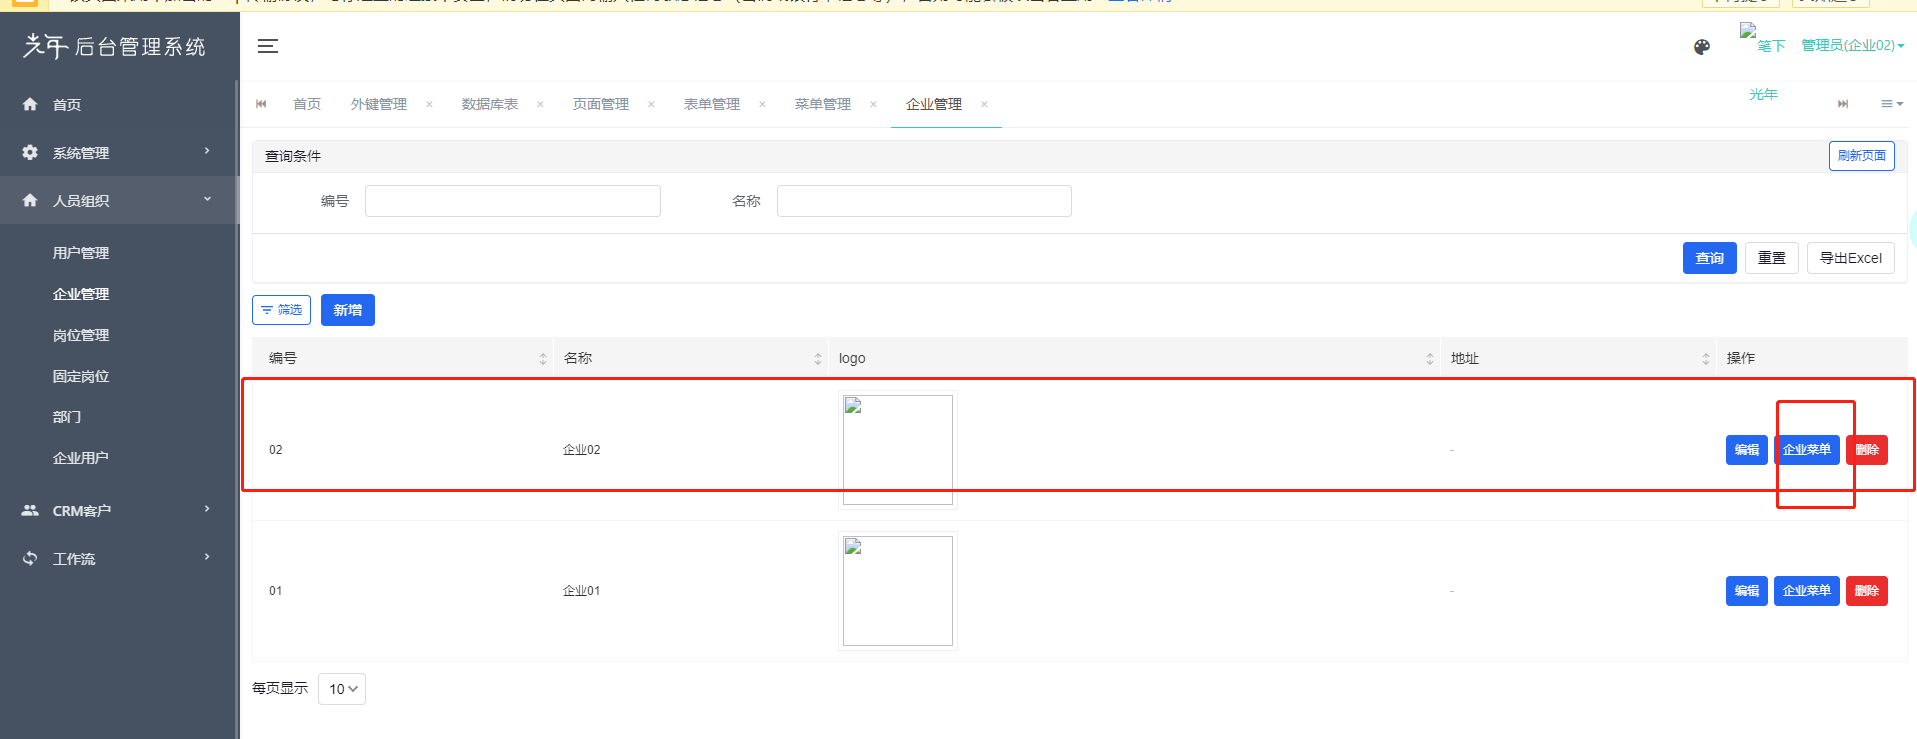 光年 后台管理系统
笔下光年
管理员(企业02)
首页
系统管理
人员组织
用户管理
企业管理
岗位管理
固定岗位
部门
企业用户
CRM客户
工作流
首页 外键管理 × 数据库表 × 页面管理 × 表单管理 × 菜单管理 × 企业管理 ×
查询条件 刷新页面
编号 名称
查询 重置 导出Excel
筛选 新增
编号 名称 logo 地址 操作
02 企业02 - 编辑 企业菜单 删除
01 企业01 - 编辑 企业菜单 删除
每页显示 10